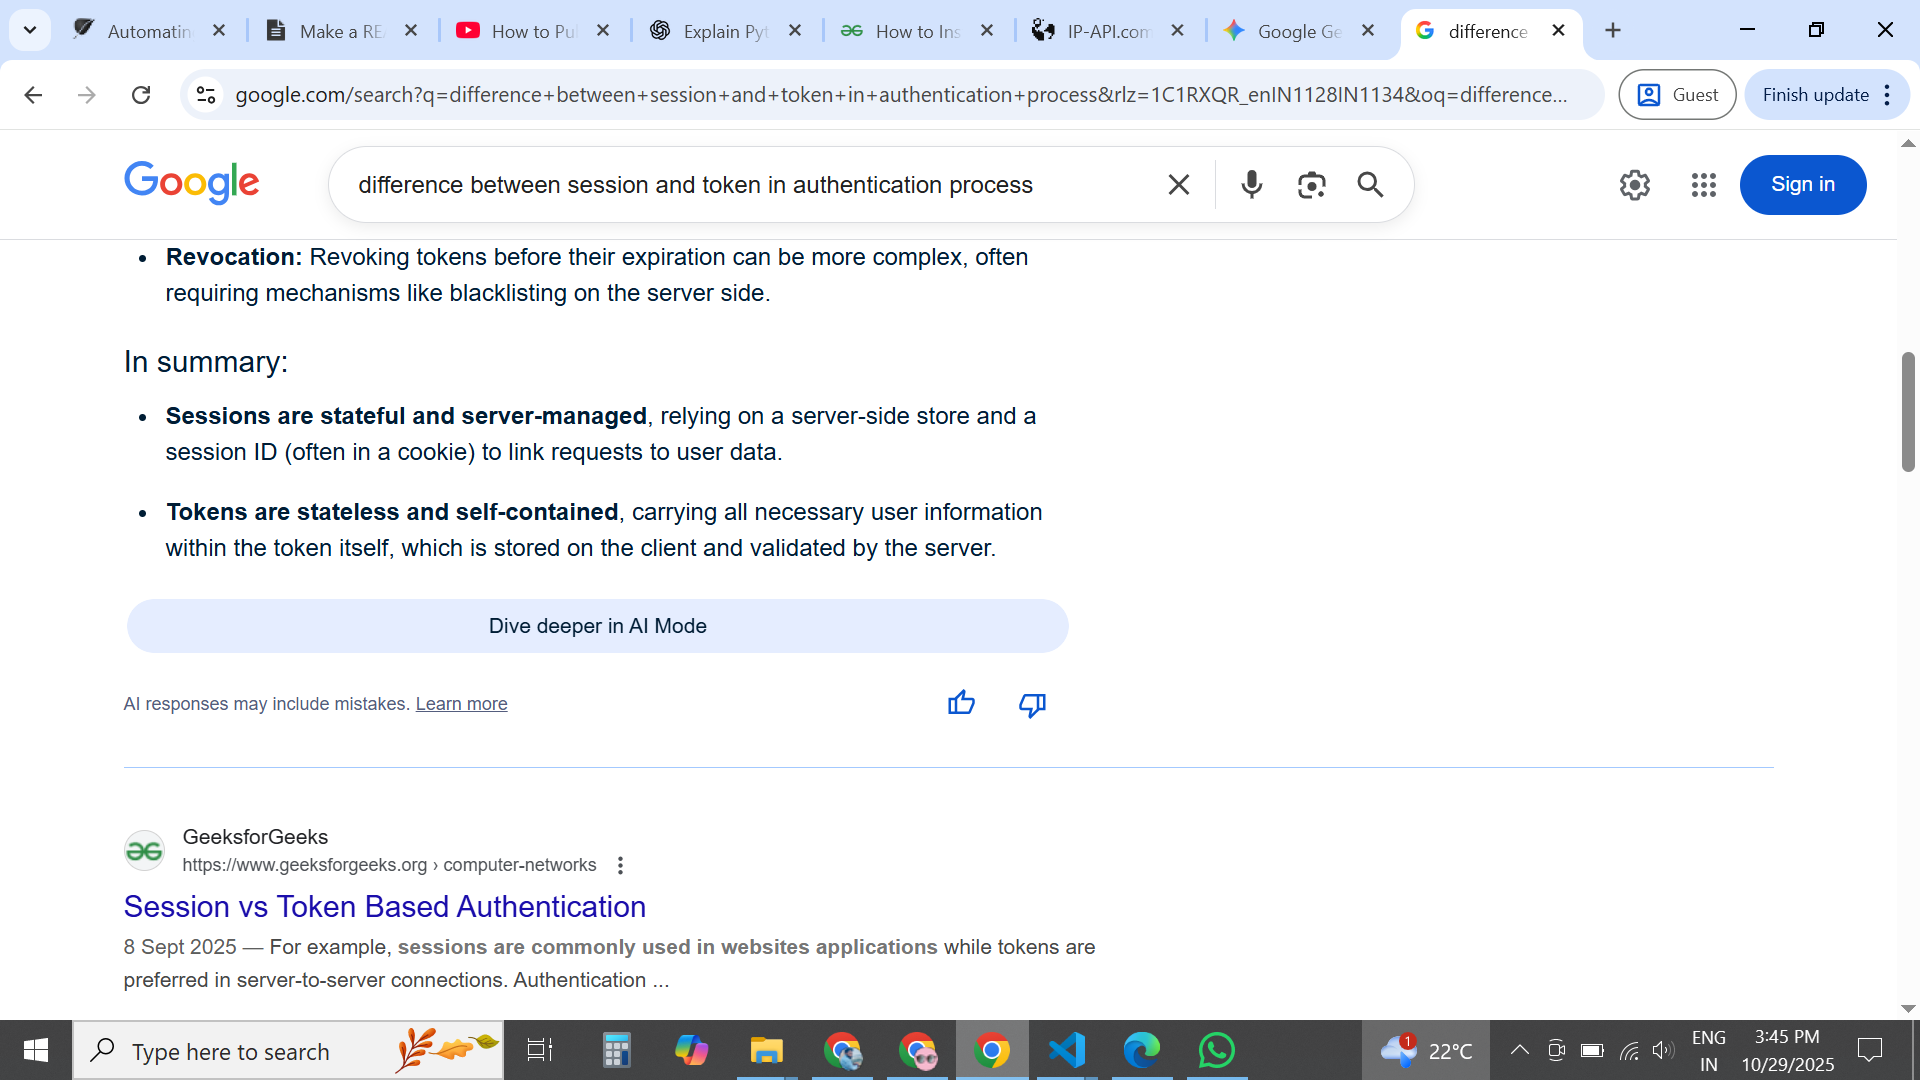 Automatin
Make a RE
How to Pu
Explain Pyt
How to Ins
IP-API.com
Google Ge
difference
google.com/search?q=difference+between+session+and+token+in+authentication+process&rlz=1C1RXQR_enIN1128IN1134&oq=difference...
Guest
Finish update
Google
difference between session and token in authentication process
Sign in
• Revocation: Revoking tokens before their expiration can be more complex, often
requiring mechanisms like blacklisting on the server side.
In summary:
• Sessions are stateful and server-managed, relying on a server-side store and a
session ID (often in a cookie) to link requests to user data.
• Tokens are stateless and self-contained, carrying all necessary user information
within the token itself, which is stored on the client and validated by the server.
Dive deeper in AI Mode
AI responses may include mistakes. Learn more
GeeksforGeeks
https://www.geeksforgeeks.org › computer-networks
Session vs Token Based Authentication
8 Sept 2025 — For example, sessions are commonly used in websites applications while tokens are
preferred in server-to-server connections. Authentication ...
Type here to search
1
22°C
ENG
IN
3:45 PM
10/29/2025